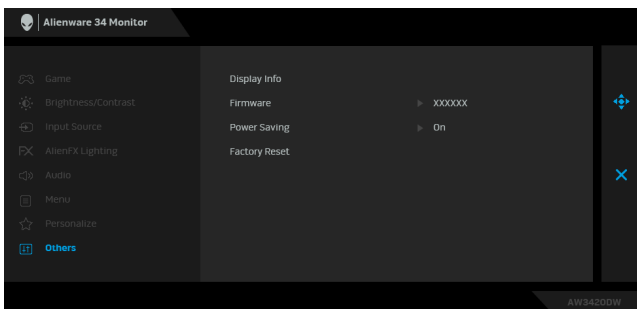 Alienware 34 Monitor
Game
Brightness/Contrast
Input Source
AlienFX Lighting
Audio
Menu
Personalize
Others
Display Info
Firmware XXXXXX
Power Saving On
Factory Reset
AW3420DW